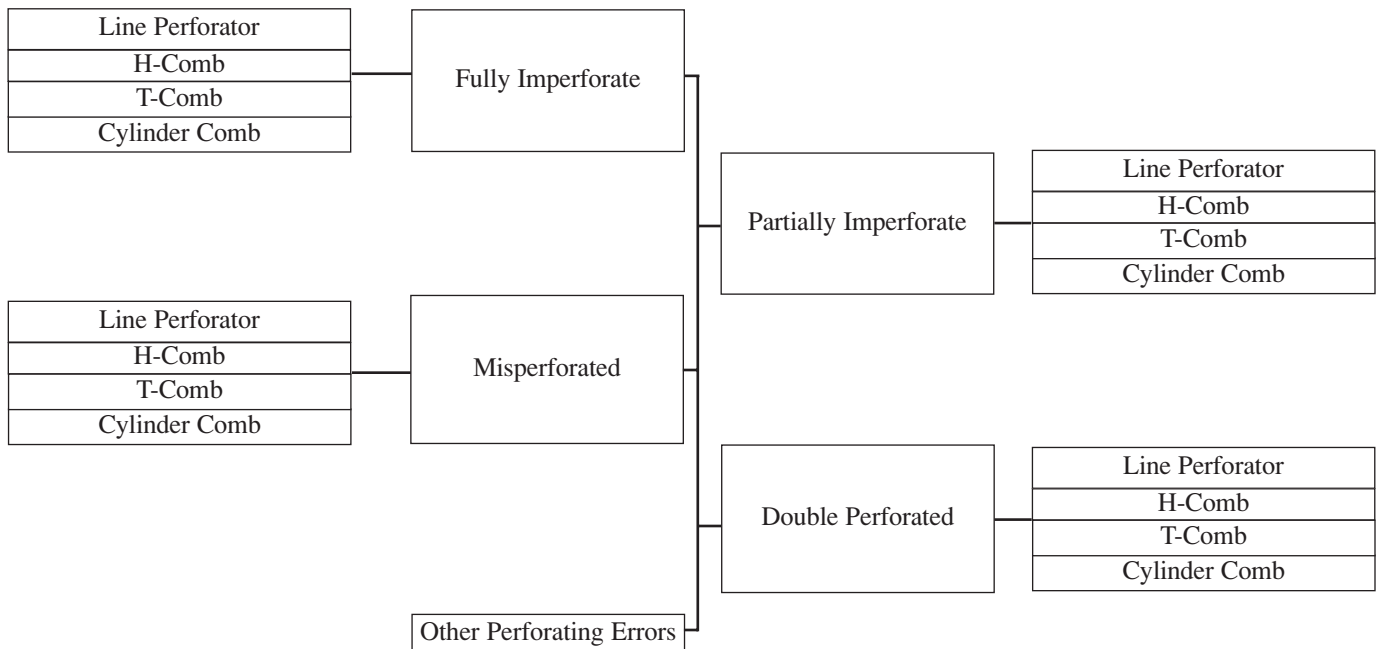 Line Perforator
H-Comb
T-Comb
Cylinder Comb
Fully Imperforate
Partially Imperforate
Line Perforator
H-Comb
T-Comb
Cylinder Comb
Line Perforator
H-Comb
T-Comb
Cylinder Comb
Misperforated
Double Perforated
Line Perforator
H-Comb
T-Comb
Cylinder Comb
Other Perforating Errors